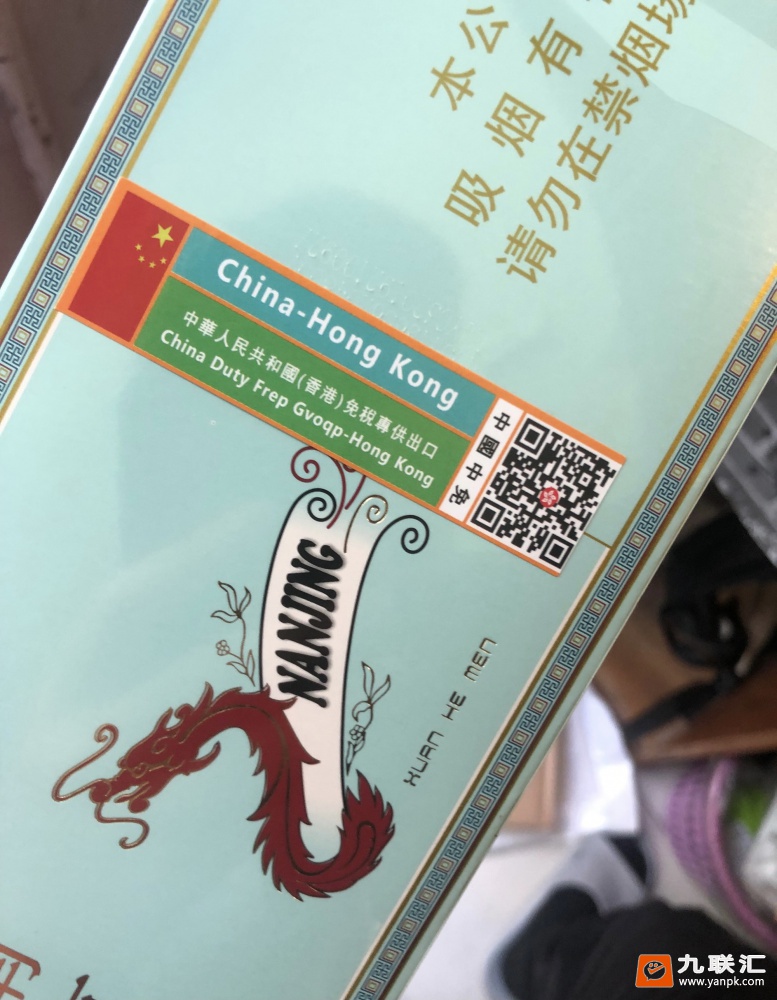 本公
吸烟有
请勿在禁烟场
China-Hong Kong
中華人民共和國(香港)免税專供出口
China Duty Frep Gvoqp-Hong Kong
中國中免
NANJING
XUAN HE MEN
九联汇
www.yanpk.com